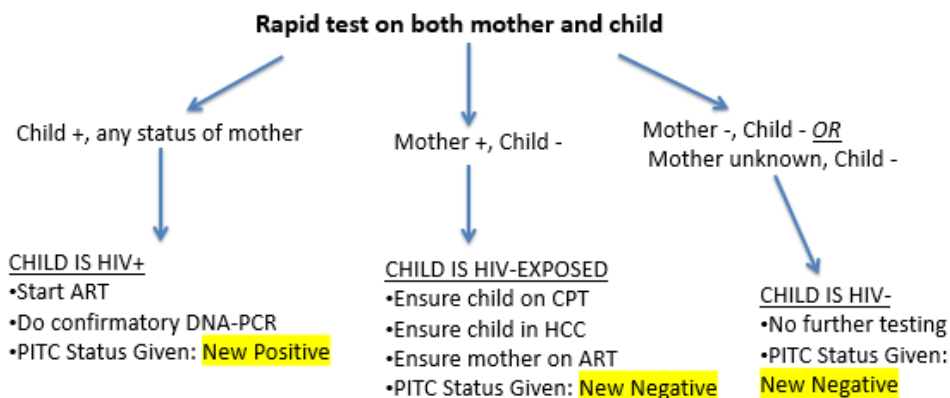 Rapid test on both mother and child
Child +, any status of mother
Mother +, Child -
Mother -, Child - OR
Mother unknown, Child -
CHILD IS HIV+
•Start ART
•Do confirmatory DNA-PCR
•PITC Status Given: New Positive
CHILD IS HIV-EXPOSED
•Ensure child on CPT
•Ensure child in HCC
•Ensure mother on ART
•PITC Status Given: New Negative
CHILD IS HIV-
•No further testing
•PITC Status Given:
New Negative